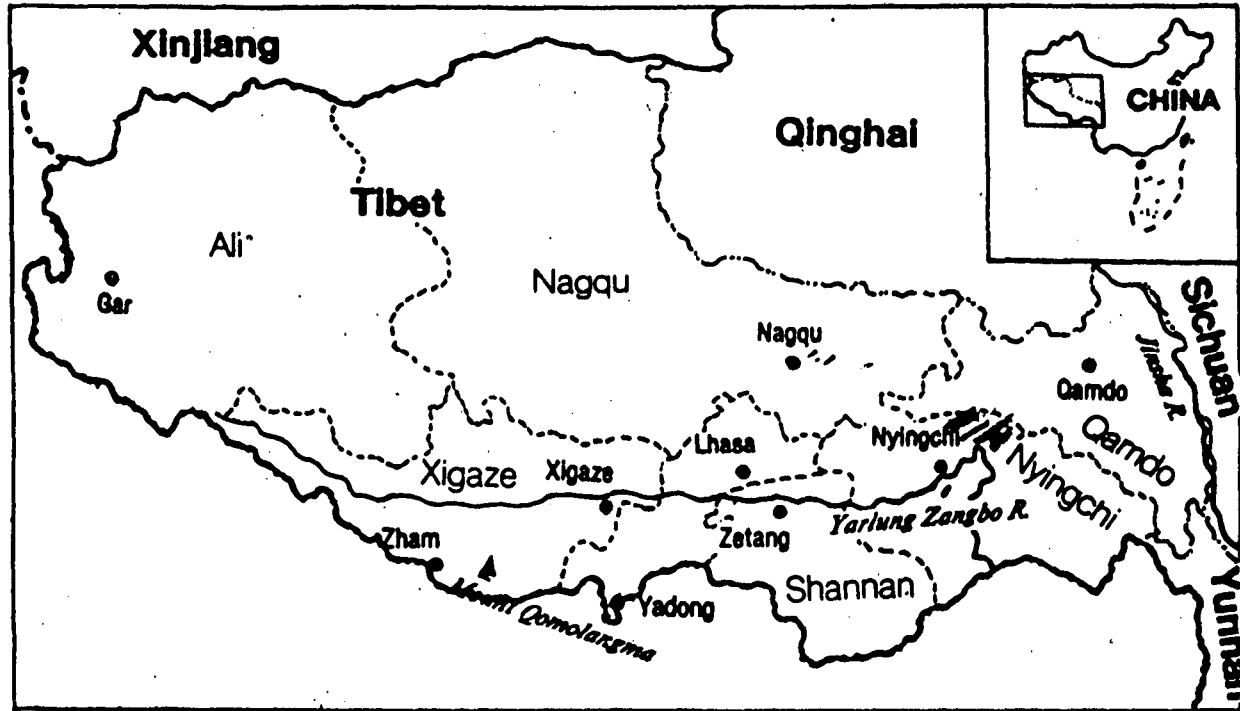 Xinjiang
CHINA
Qinghai
Tibet
Ali
Nagqu
Gar
Nagqu
Sichuan
Jinsha R.
Qamdo
Qamdo
Lhasa
Nyingchi
Nyingchi
Xigaze
Xigaze
Yarlung Zangbo R.
Zham
Zetang
Mount Qomolangma
Yadong
Shannan
Yunnan